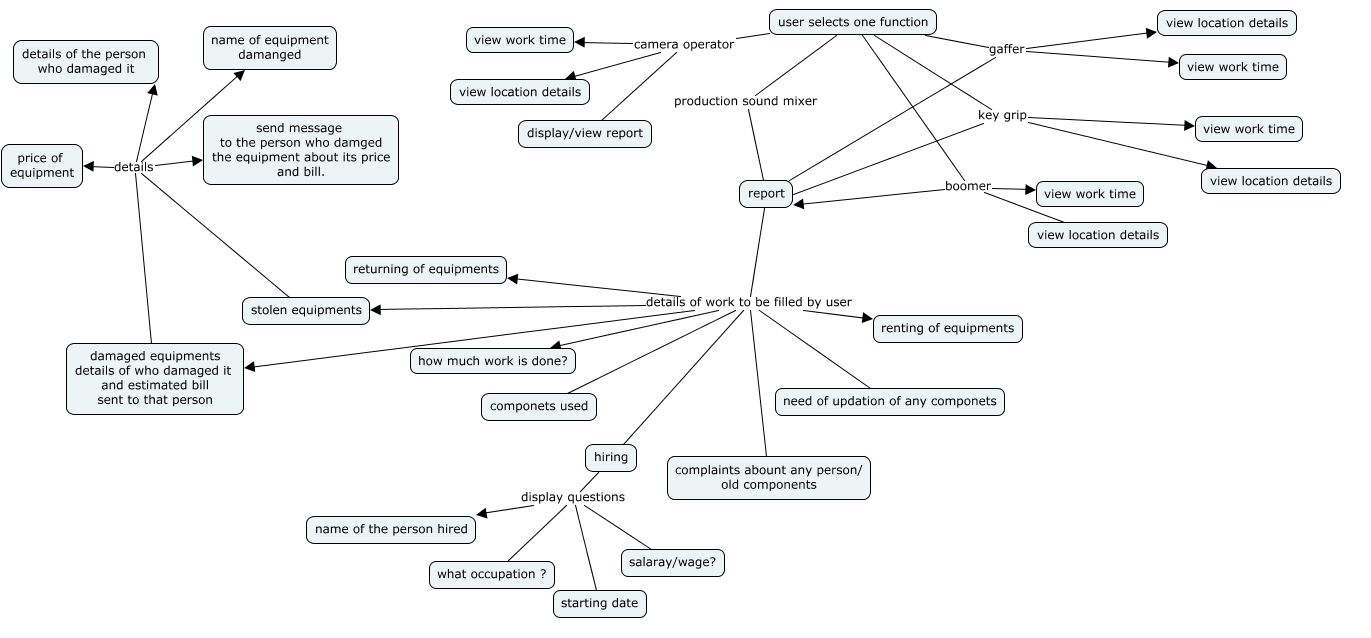 user selects one function
view location details
name of equipment
damanged
details of the person
who damaged it
view work time
camera operator
gaffer
view work time
view location details
production sound mixer
key grip
send message
to the person who damged
the equipment about its price
and bill.
display/view report
view work time
price of
equipment
details
view location details
report
boomer
view work time
view location details
returning of equipments
details of work to be filled by user
stolen equipments
renting of equipments
damaged equipments
details of who damaged it
and estimated bill
sent to that person
how much work is done?
componets used
need of updation of any componets
hiring
complaints abount any person/
old components
display questions
name of the person hired
salaray/wage?
what occupation ?
starting date